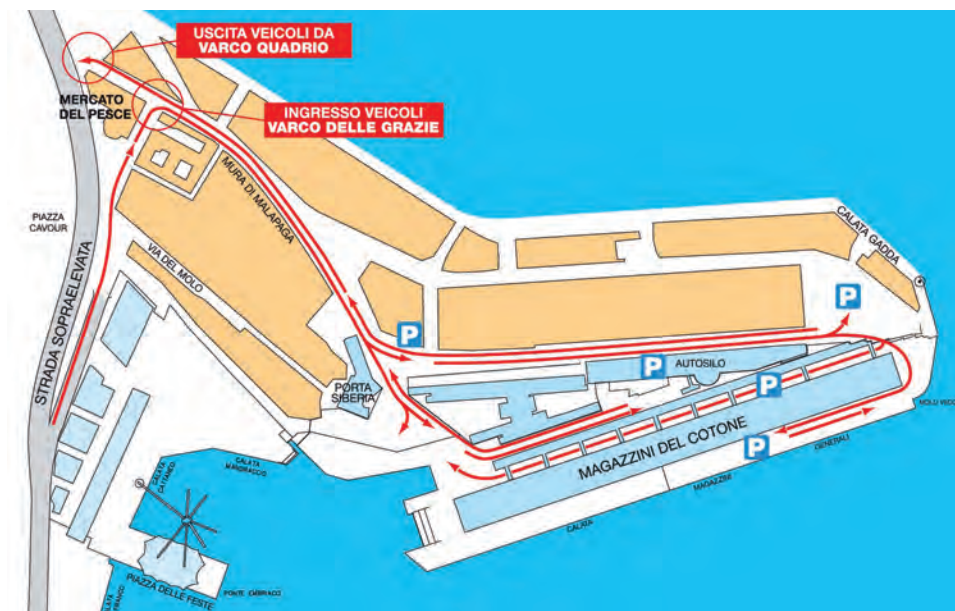 USCITA VEICOLI DA
VARCO QUADRIO
MERCATO
DEL PESCE
INGRESSO VEICOLI
VARCO DELLE GRAZIE
MURA DI MALAPAGA
PIAZZA
CAVOUR
STRADA SOPRAELEVATA
VIA DEL MOLO
CALATA GADDA
P
P
PORTA
SIBERIA
P
AUTOSILO
P
MAGAZZINI DEL COTONE
P
GENERALI
MAGAZZINI
CALATA
CALATA
MANDRACCIO
CALATA
CATTANEO
PIAZZA DELLE FESTE
PONTE EMBRIACO
CALATA